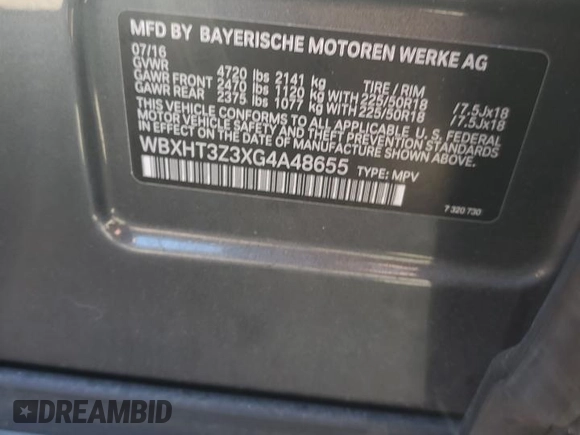 MFD BY BAYERISCHE MOTOREN WERKE AG
07/16
GVWR 4720 lbs 2141 kg TIRE / RIM
GAWR FRONT 2470 lbs 1120 kg WITH 225/50R18 /7.5Jx18
GAWR REAR 2375 lbs 1077 kg WITH 225/50R18 /7.5Jx18
THIS VEHICLE CONFORMS TO ALL APPLICABLE U.S. FEDERAL
MOTOR VEHICLE SAFETY, BUMPER, AND THEFT PREVENTION
STANDARDS IN EFFECT ON THE DATE OF MANUFACTURE SHOWN ABOVE.
WBXHT3Z3XG4A48655 TYPE: MPV
7 320 730
DREAMBID